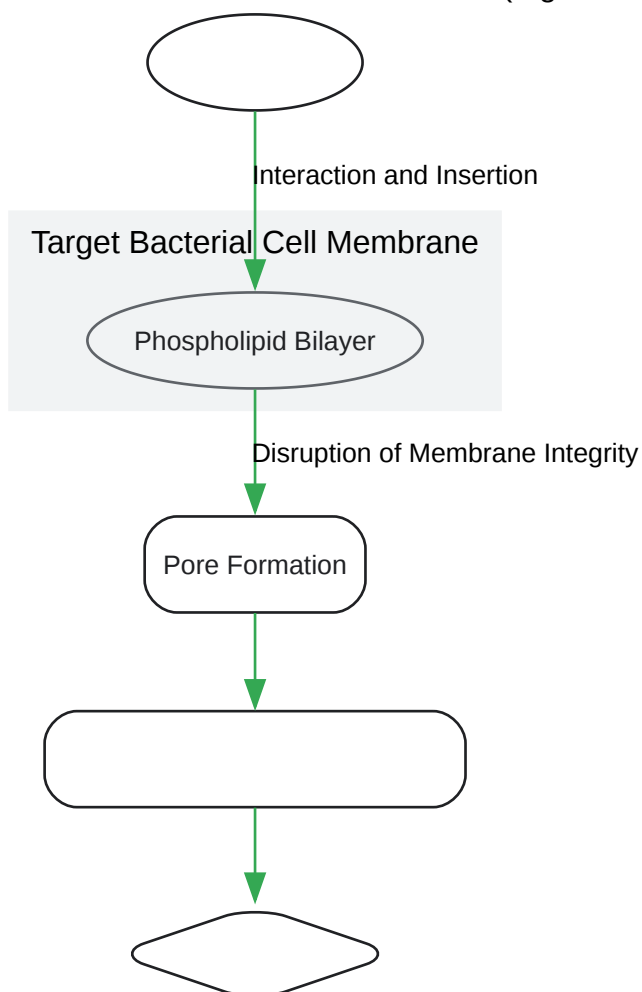 Interaction and Insertion
Target Bacterial Cell Membrane
Phospholipid Bilayer
Disruption of Membrane Integrity
Pore Formation